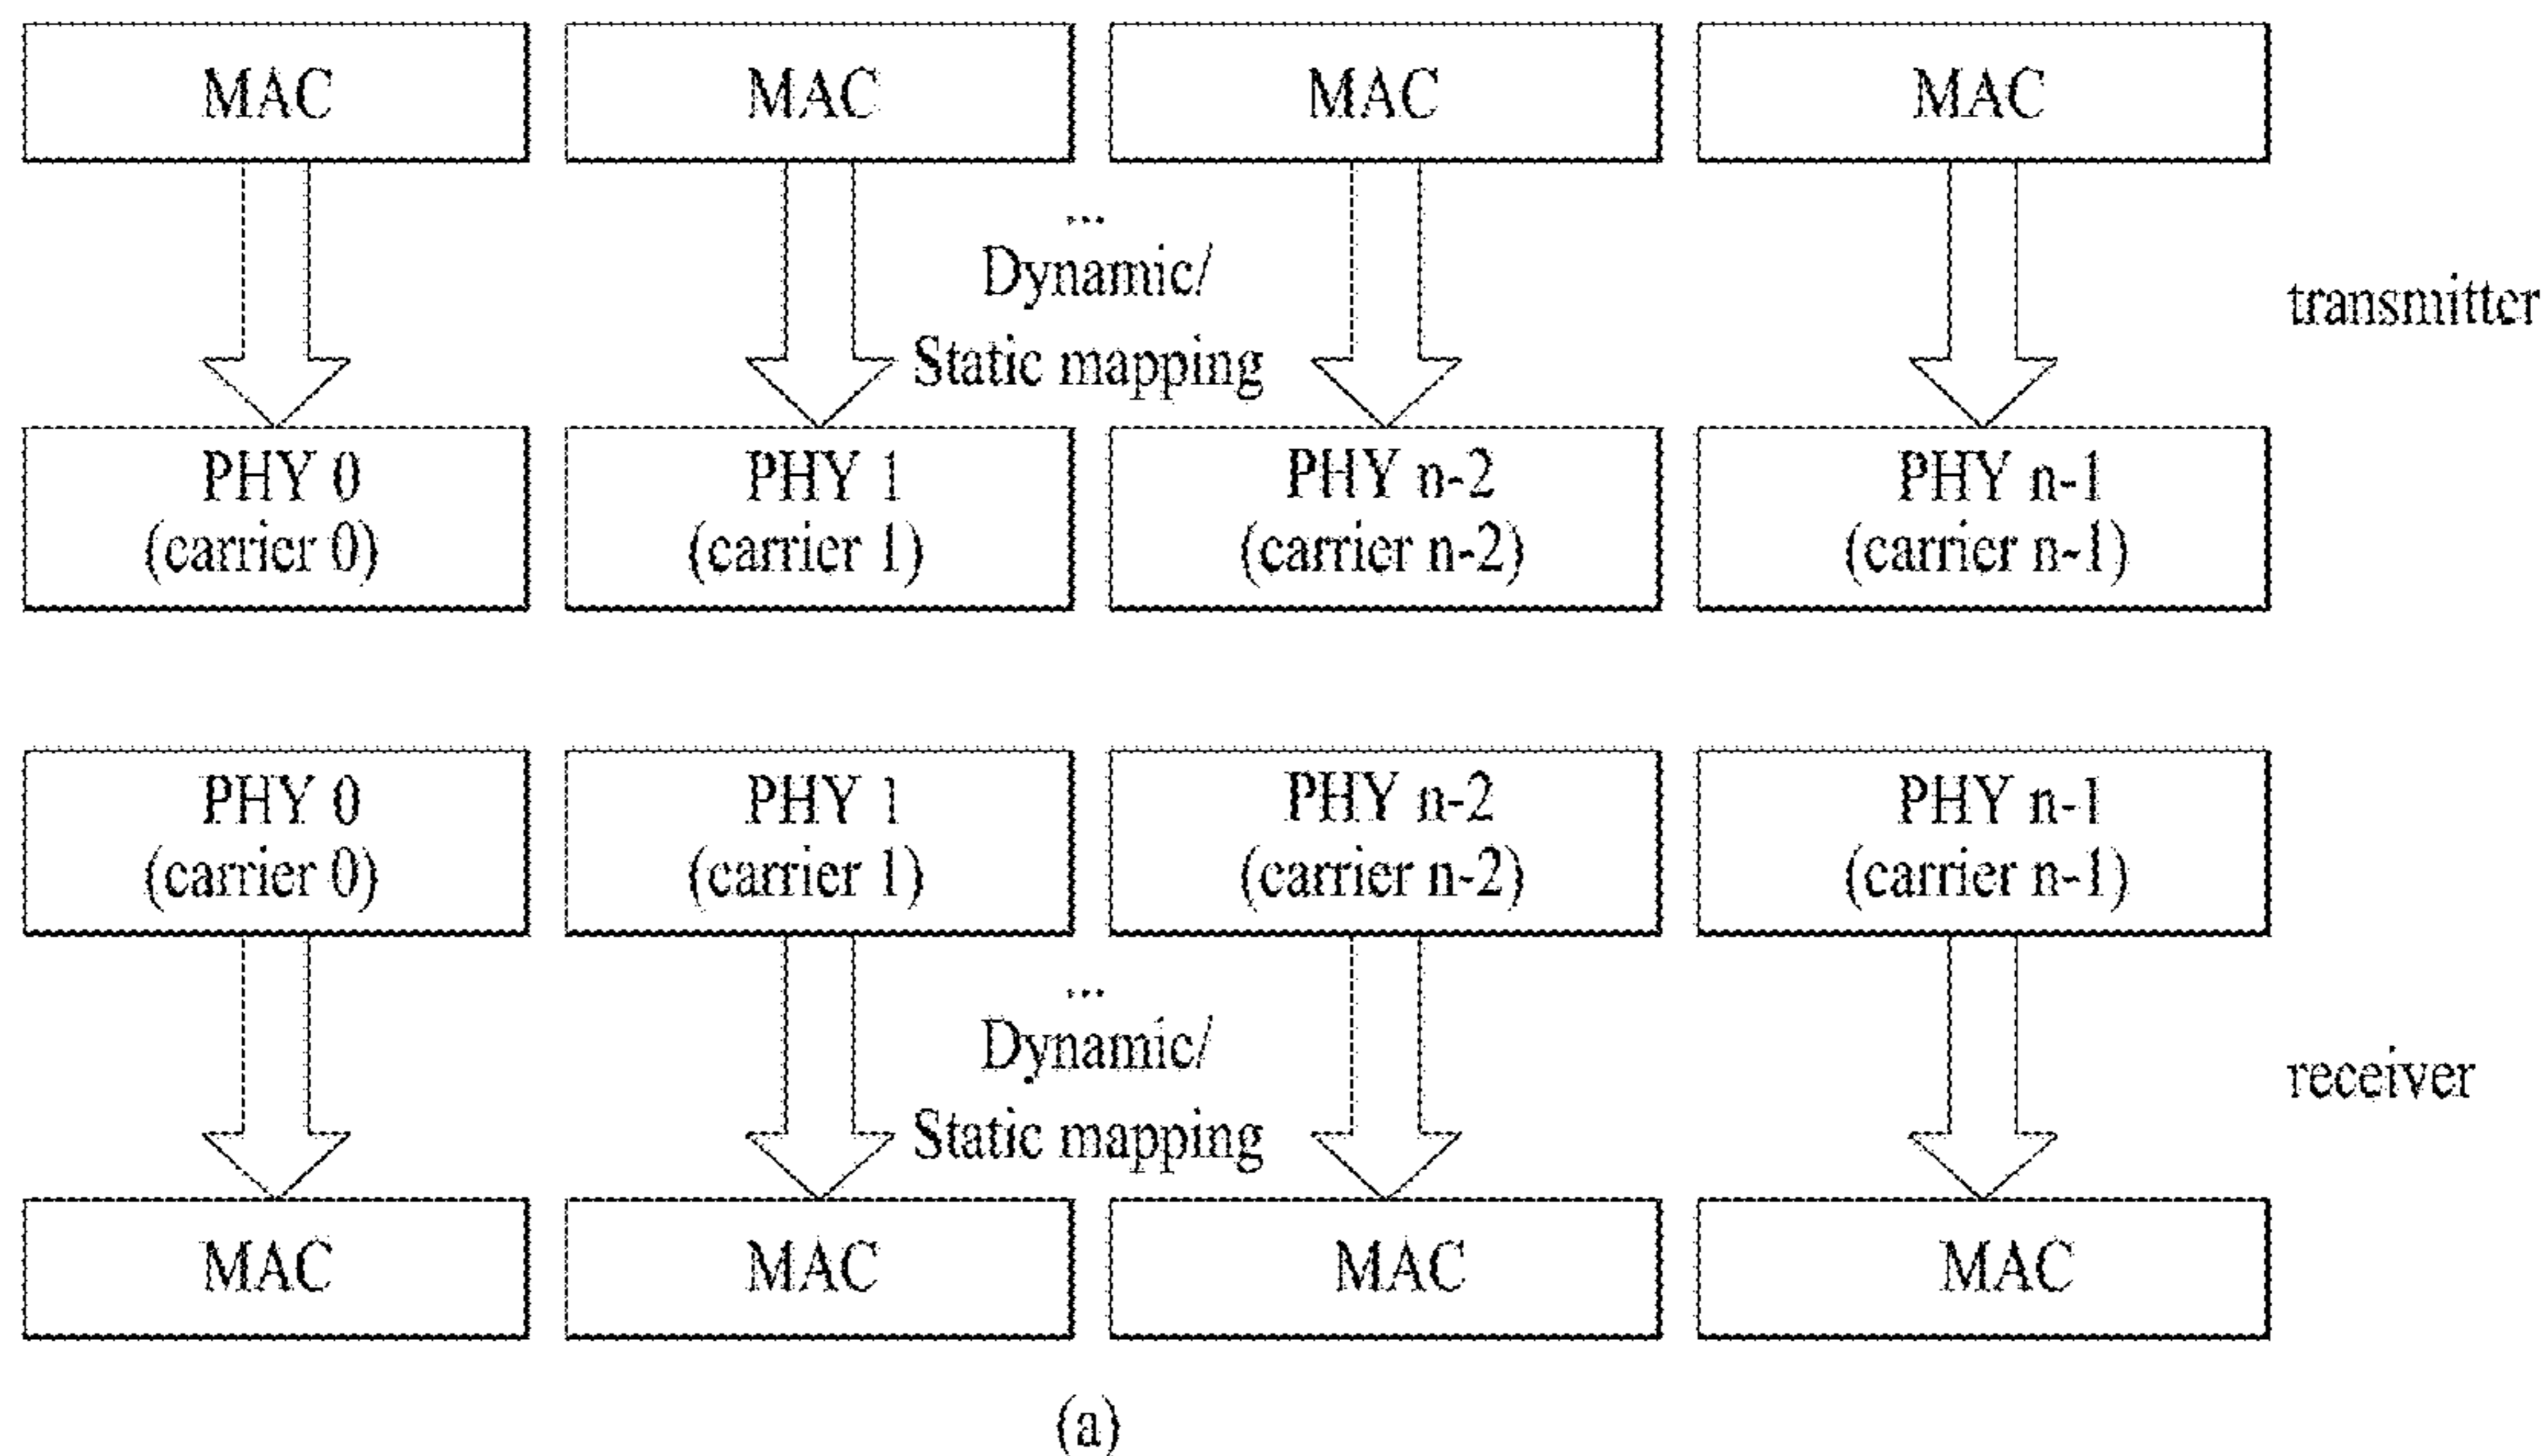 MAC
MAC
MAC
MAC
...
Dynamic/
Static mapping
transmitter
PHY 0
(carrier 0)
PHY 1
(carrier 1)
PHY n-2
(carrier n-2)
PHY n-1
(carrier n-1)
PHY 0
(carrier 0)
PHY 1
(carrier 1)
PHY n-2
(carrier n-2)
PHY n-1
(carrier n-1)
...
Dynamic/
Static mapping
receiver
MAC
MAC
MAC
MAC
(a)